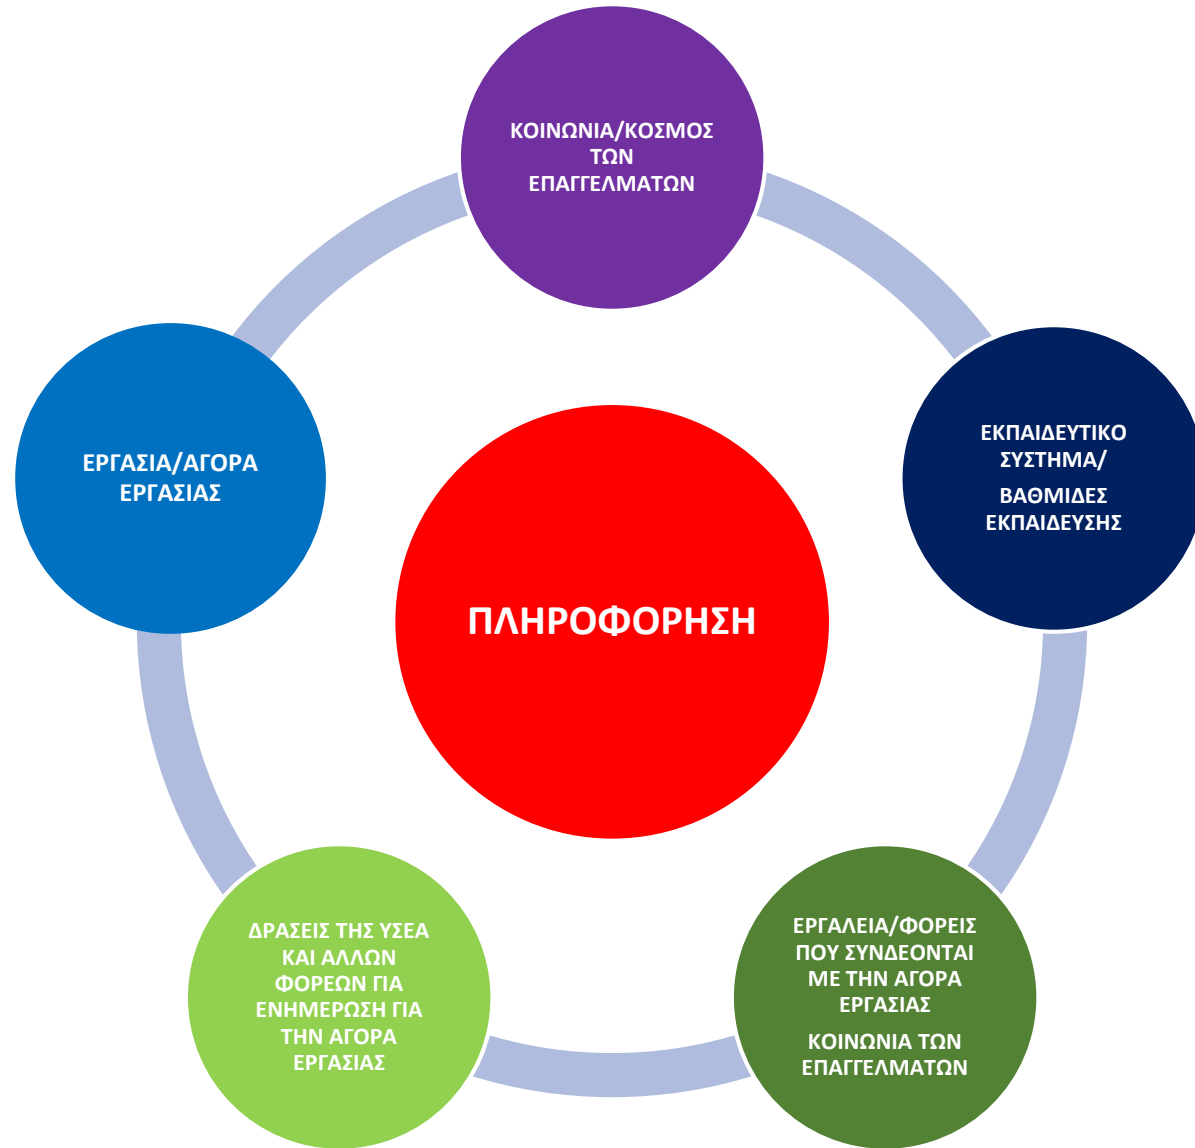 ΚΟΙΝΩΝΙΑ/ΚΟΣΜΟΣ
ΤΩΝ
ΕΠΑΓΓΕΛΜΑΤΩΝ
ΕΚΠΑΙΔΕΥΤΙΚΟ
ΣΥΣΤΗΜΑ/
ΒΑΘΜΙΔΕΣ
ΕΚΠΑΙΔΕΥΣΗΣ
ΕΡΓΑΣΙΑ/ΑΓΟΡΑ
ΕΡΓΑΣΙΑΣ
ΠΛΗΡΟΦΟΡΗΣΗ
ΕΡΓΑΛΕΙΑ/ΦΟΡΕΙΣ
ΠΟΥ ΣΥΝΔΕΟΝΤΑΙ
ΜΕ ΤΗΝ ΑΓΟΡΑ
ΕΡΓΑΣΙΑΣ
ΚΟΙΝΩΝΙΑ ΤΩΝ
ΕΠΑΓΓΕΛΜΑΤΩΝ
ΔΡΑΣΕΙΣ ΤΗΣ ΥΣΕΑ
ΚΑΙ ΑΛΛΩΝ
ΦΟΡΕΩΝ ΓΙΑ
ΕΝΗΜΕΡΩΣΗ ΓΙΑ
ΤΗΝ ΑΓΟΡΑ
ΕΡΓΑΣΙΑΣ